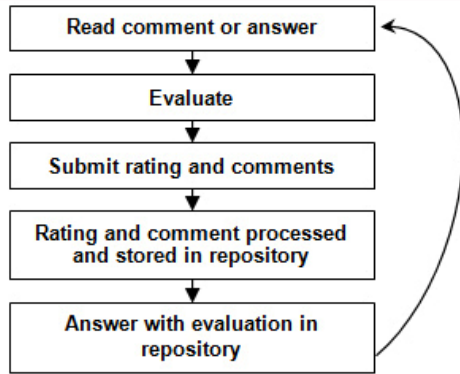 Read comment or answer
Evaluate
Submit rating and comments
Rating and comment processed
and stored in repository
Answer with evaluation in
repository